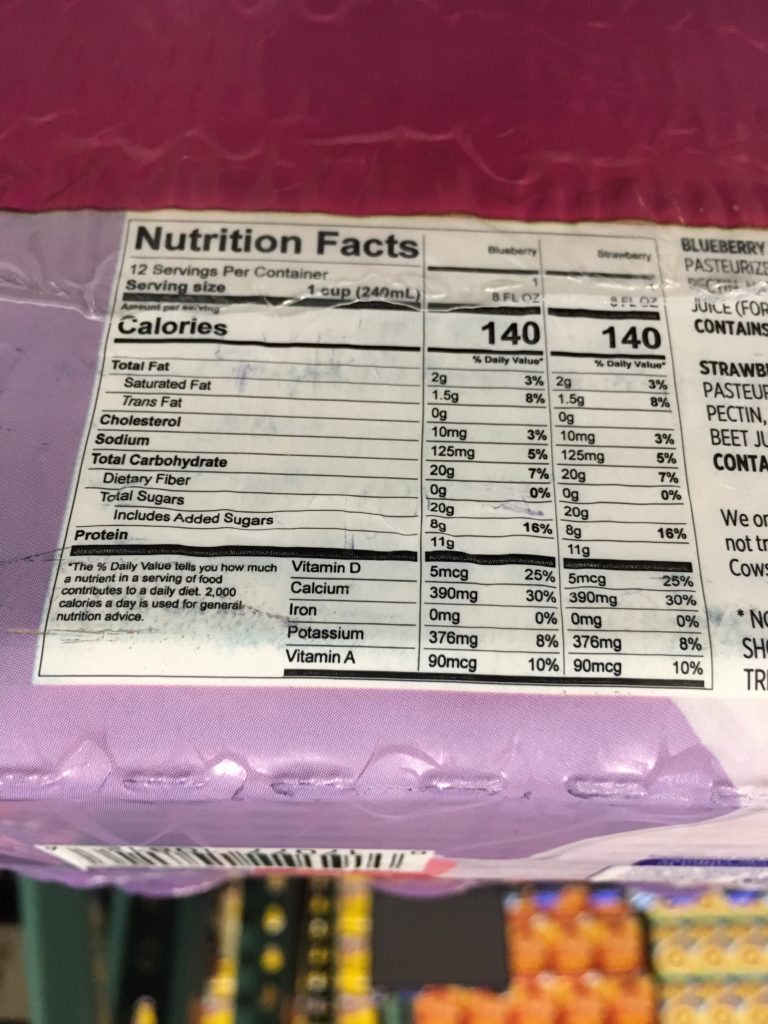 Nutrition Facts
12 Servings Per Container
Serving size 1 cup (240mL)
Blueberry Strawberry
1
8 FL OZ 8 FL OZ
Amount per serving
Calories 140 140
% Daily Value* % Daily Value*
Total Fat 2g 3% 2g 3%
Saturated Fat 1.5g 8% 1.5g 8%
Trans Fat 0g 0g
Cholesterol 10mg 3% 10mg 3%
Sodium 125mg 5% 125mg 5%
Total Carbohydrate 20g 7% 20g 7%
Dietary Fiber 0g 0% 0g 0%
Total Sugars 20g 20g
Includes Added Sugars 8g 16% 8g 16%
Protein 11g 11g
Vitamin D 5mcg 25% 5mcg 25%
Calcium 390mg 30% 390mg 30%
Iron 0mg 0% 0mg 0%
Potassium 376mg 8% 376mg 8%
Vitamin A 90mcg 10% 90mcg 10%
*The % Daily Value tells you how much
a nutrient in a serving of food
contributes to a daily diet. 2,000
calories a day is used for general
nutrition advice.
BLUEBERRY
PASTEURIZE
JUICE (FOR
CONTAINS
STRAWB
PASTEUR
PECTIN,
BEET JU
CONTA
We or
not tr
Cows
* NO
SH
TR